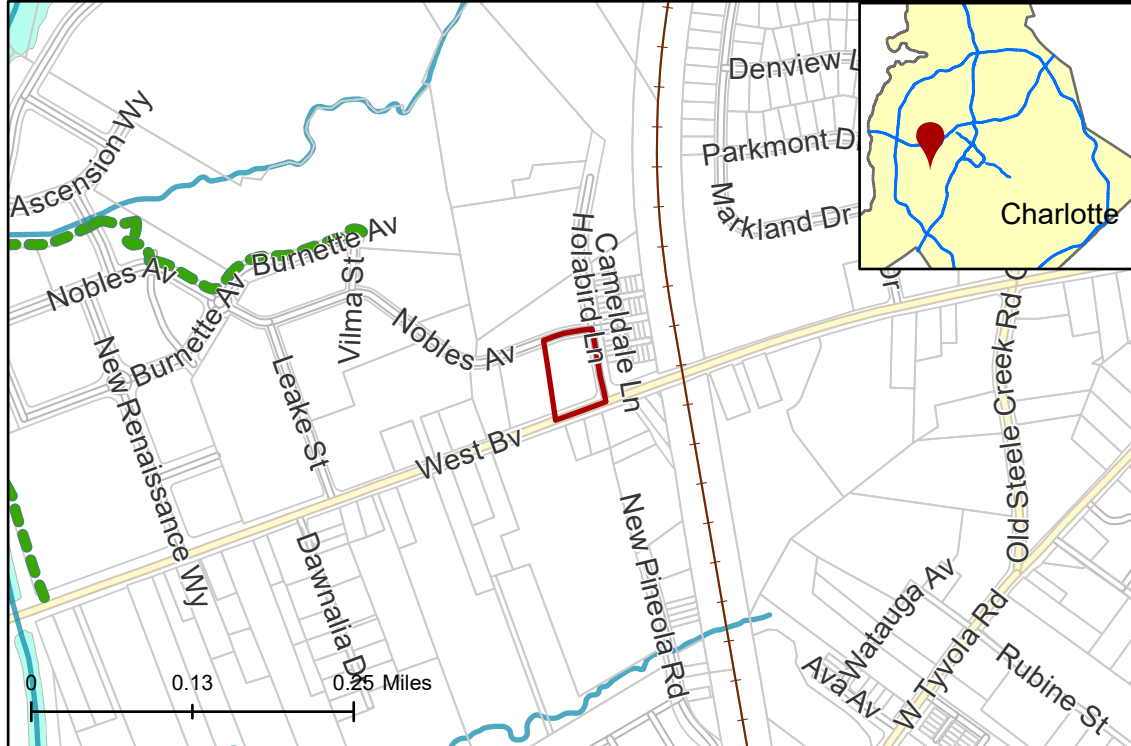 Denview L
Parkmont D
Markland Dr
Charlotte
Ascension Wy
Burnette Av
Nobles Av
Burnette Av
Vilma St
Nobles Av
Holabird Ln
Cameldale Ln
Dr
Old Steele Creek Rd
New Renaissance Wy
Leake St
West Bv
Dawnalia D
New Pineola Rd
Watauga Av
Ava Av
W Tyvola Rd
Rubine St
0 0.13 0.25 Miles